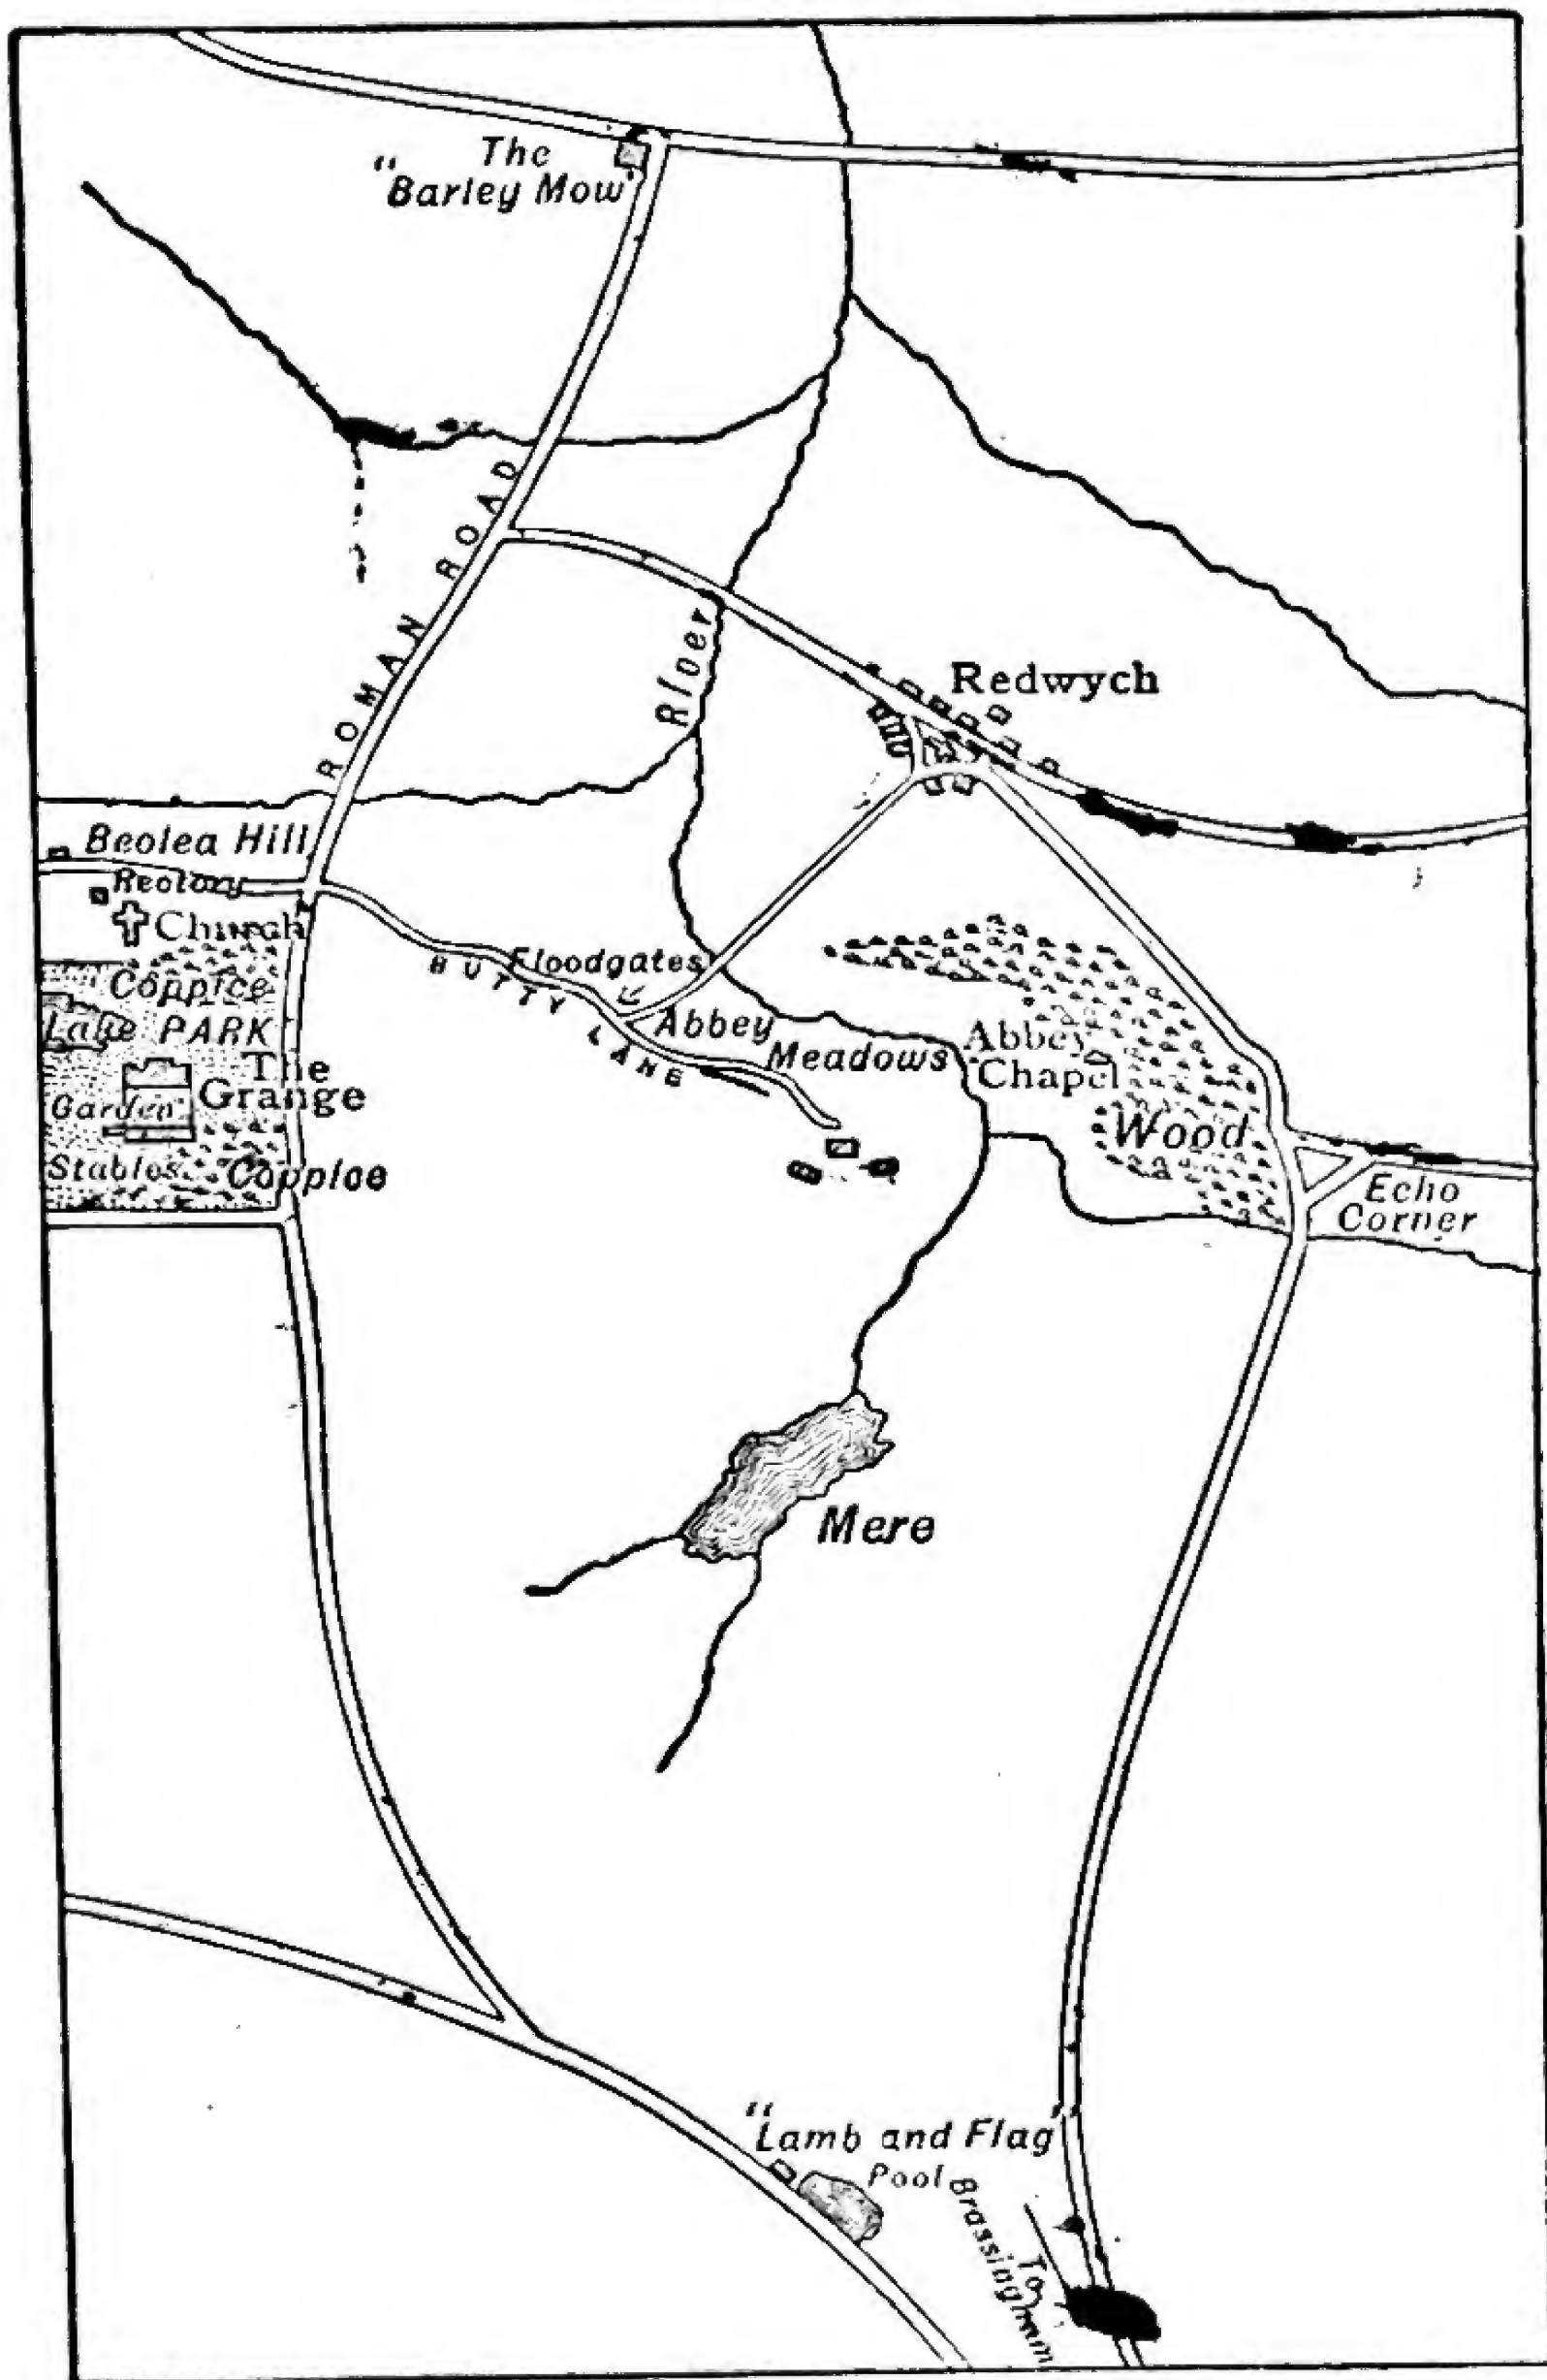 The
"Barley Mow"
ROMAN ROAD
River
Redwych
Beolea Hill
Rectory
Church
Coppice
Lake PARK
The
Grange
Garden
Stables
Coppice
Floodgates
HUTTY LANE
Abbey
Meadows
Abbey
Chapel
Wood
Echo
Corner
Mere
"Lamb and Flag"
Pool
To
Brassingham